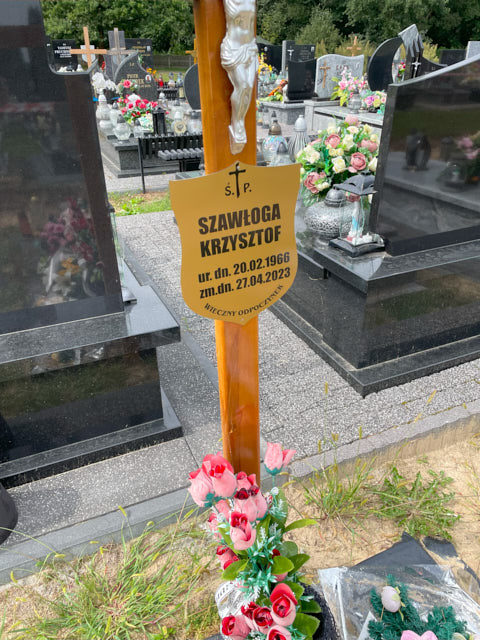 Ś. P.
SZAWŁOGA
KRZYSZTOF
ur. dn. 20.02.1966
zm.dn. 27.04.2023
WIECZNY ODPOCZYNEK